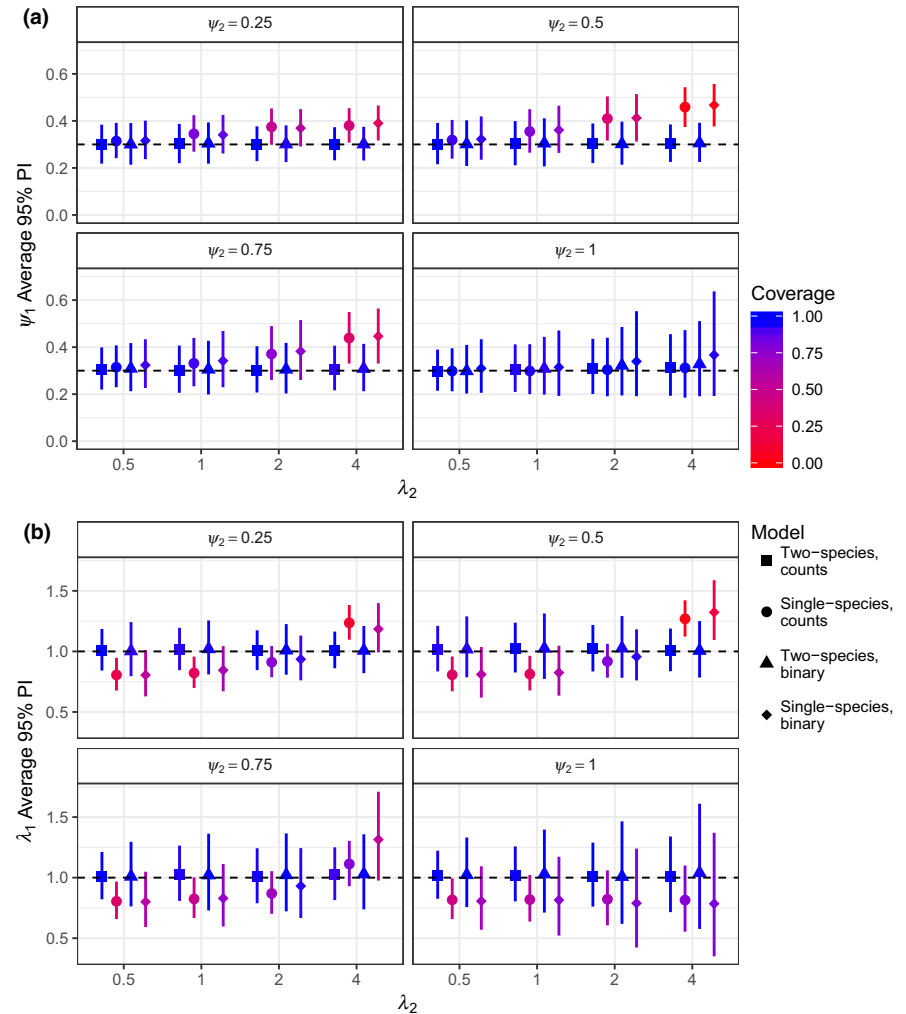 (a)
ψ₂ = 0.25
ψ₂ = 0.5
0.6
0.4
0.2
0.0
ψ₂ = 0.75
ψ₂ = 1
0.6
0.4
0.2
0.0
0.5 1 2 4
0.5 1 2 4
ψ₁ Average 95% PI
λ₂
Coverage
1.00
0.75
0.50
0.25
0.00
(b)
ψ₂ = 0.25
ψ₂ = 0.5
1.5
1.0
0.5
ψ₂ = 0.75
ψ₂ = 1
1.5
1.0
0.5
0.5 1 2 4
0.5 1 2 4
λ₁ Average 95% PI
λ₂
Model
Two−species,
counts
Single−species,
counts
Two−species,
binary
Single−species,
binary